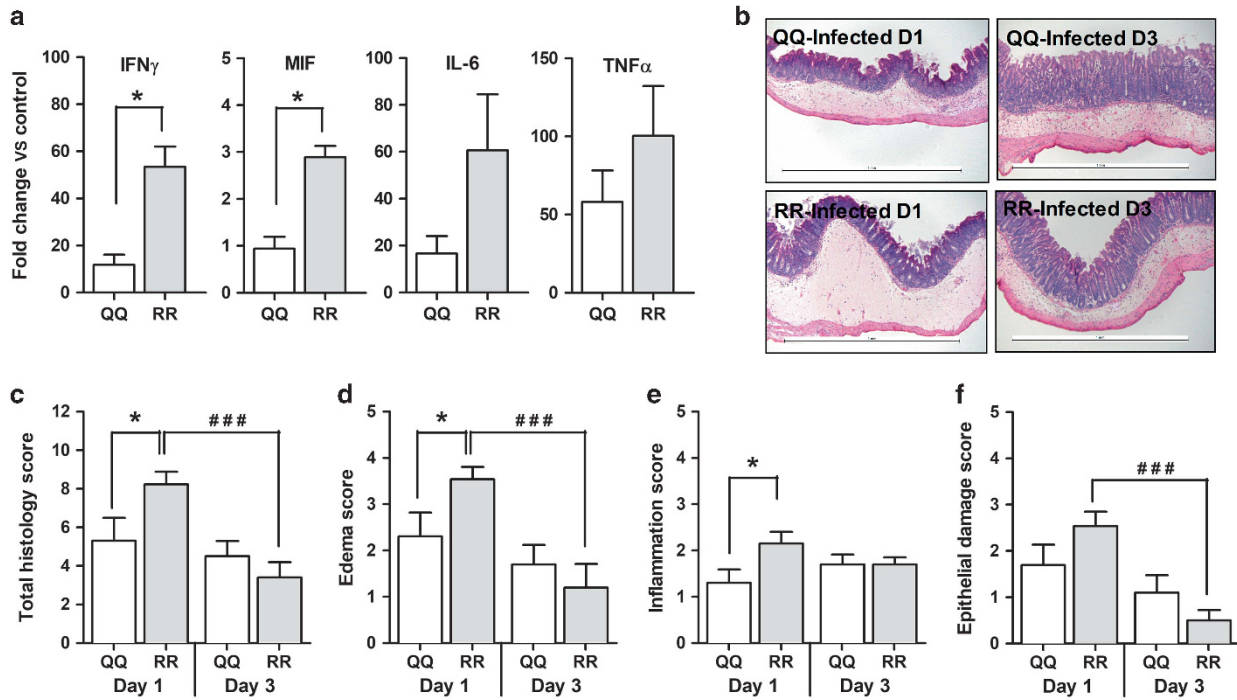 a
Fold change vs control
IFNγ
100
80
60
40
20
0
*
QQ RR
MIF
5
4
3
2
1
0
*
QQ RR
IL-6
100
80
60
40
20
0
QQ RR
TNFα
150
100
50
0
QQ RR
b
QQ-Infected D1
QQ-Infected D3
RR-Infected D1
RR-Infected D3
c
Total histology score
12
10
8
6
4
2
0
* ###
QQ RR QQ RR
Day 1 Day 3
d
Edema score
5
4
3
2
1
0
* ###
QQ RR QQ RR
Day 1 Day 3
e
Inflammation score
5
4
3
2
1
0
*
QQ RR QQ RR
Day 1 Day 3
f
Epithelial damage score
5
4
3
2
1
0
###
QQ RR QQ RR
Day 1 Day 3